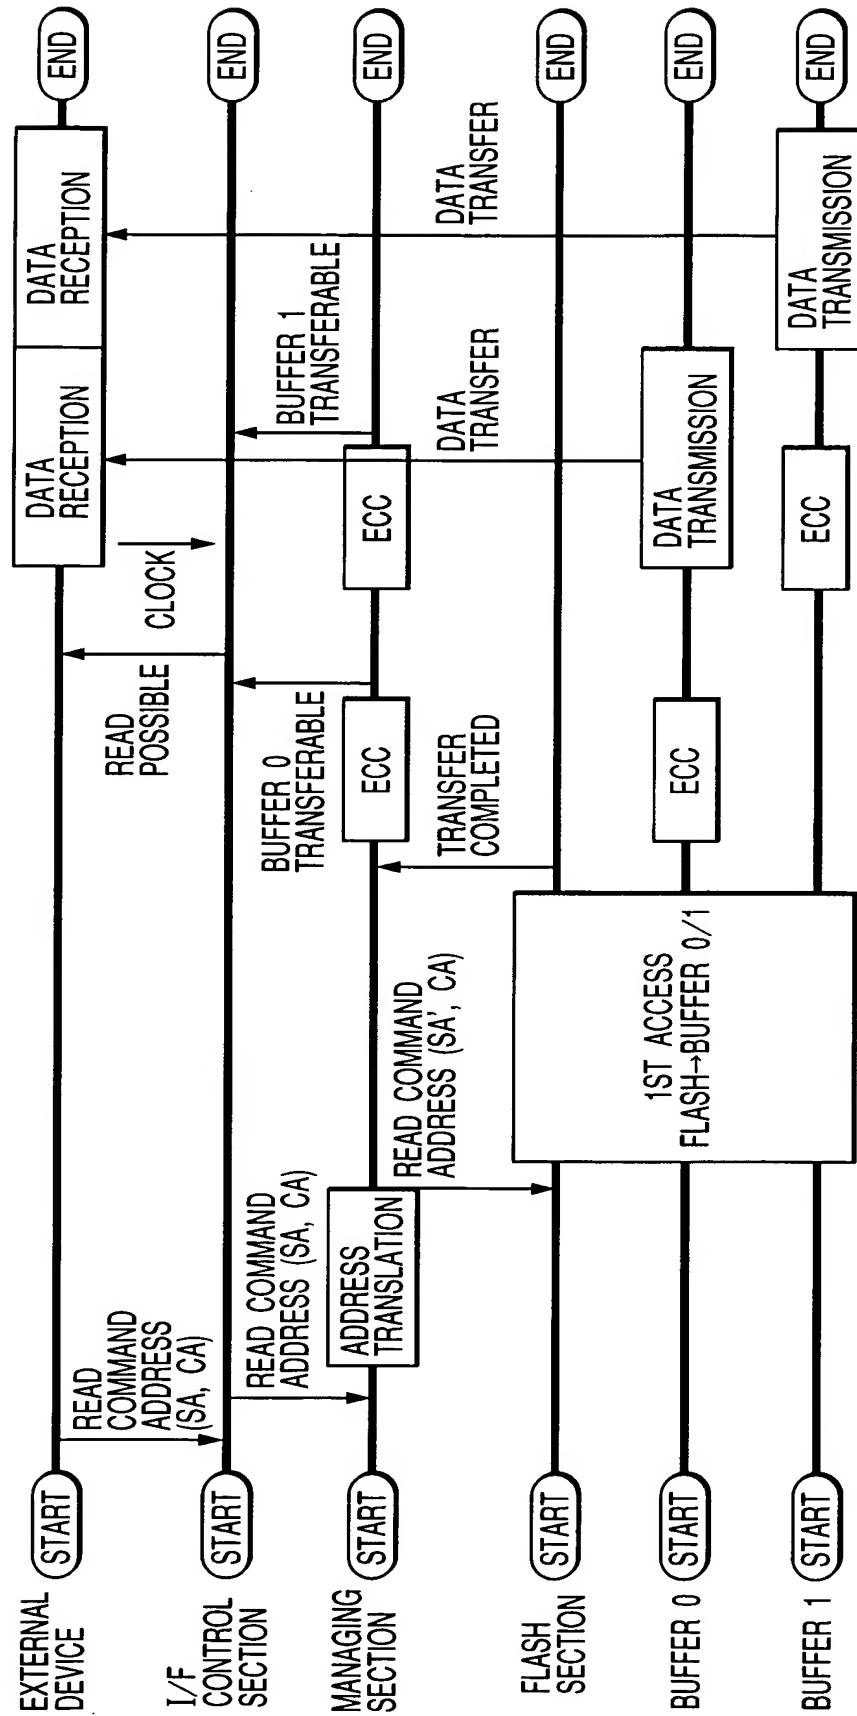 EXTERNAL
DEVICE
START
READ
COMMAND
ADDRESS
(SA, CA)
READ
POSSIBLE
CLOCK
DATA
RECEPTION
DATA
RECEPTION
END
I/F
CONTROL
SECTION
START
READ COMMAND
ADDRESS (SA, CA)
BUFFER 0
TRANSFERABLE
BUFFER 1
TRANSFERABLE
END
MANAGING
SECTION
START
ADDRESS
TRANSLATION
ECC
ECC
END
READ COMMAND
ADDRESS (SA', CA)
TRANSFER
COMPLETED
DATA
TRANSFER
DATA
TRANSFER
FLASH
SECTION
START
END
1ST ACCESS
FLASH→BUFFER 0/1
BUFFER 0
START
ECC
DATA
TRANSMISSION
END
BUFFER 1
START
ECC
DATA
TRANSMISSION
END